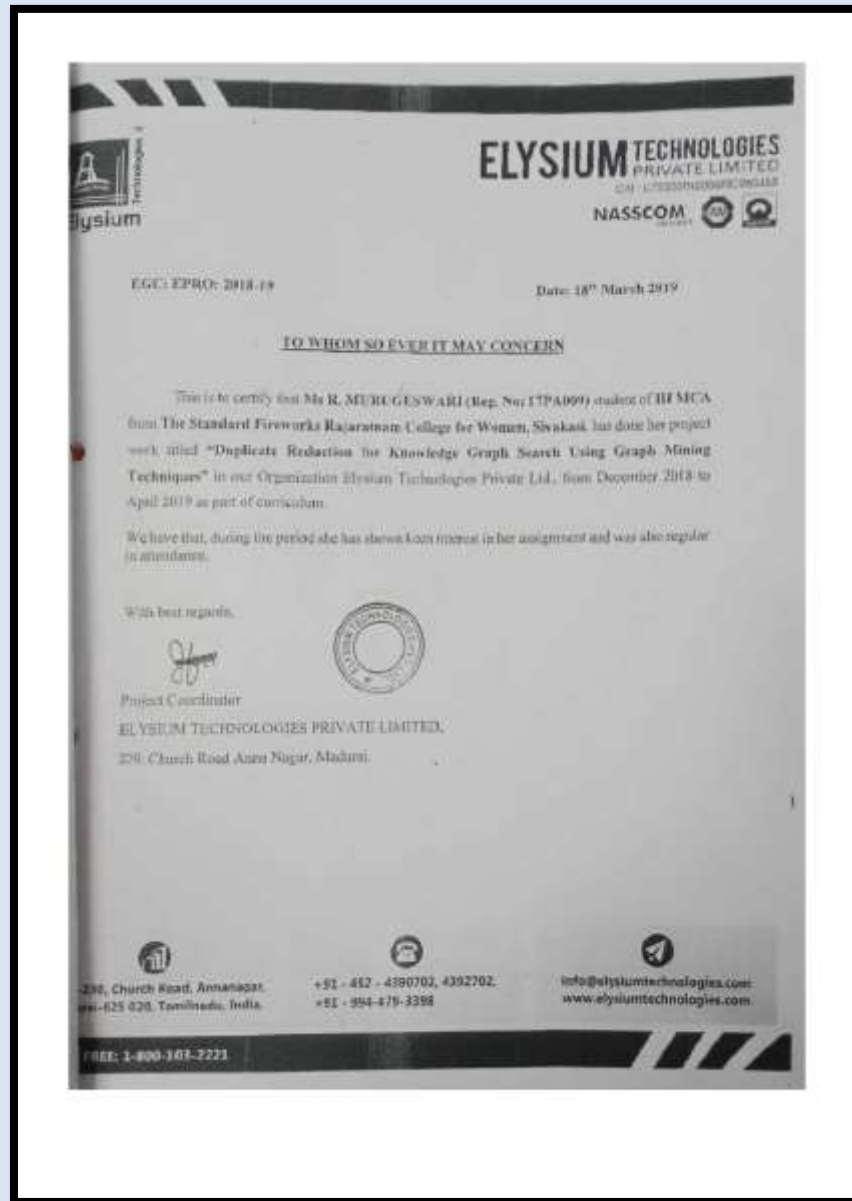 Technologies
Elysium
ELYSIUM TECHNOLOGIES
PRIVATE LIMITED
NASSCOM
EGC: EPRO: 2018-19
Date: 18th March 2019
TO WHOM SO EVER IT MAY CONCERN
This is to certify that Ms R. MURUGESWARI (Reg. No: 17PA009) student of III MCA
from The Standard Fireworks Rajaratnam College for Women, Sivakasi, has done her project
work titled "Duplicate Reduction for Knowledge Graph Search Using Graph Mining
Techniques" in our Organization Elysium Technologies Private Ltd., from December 2018 to
April 2019 as part of curriculum.
We have that, during the period she has shown keen interest in her assignment and was also regular
in attendance.
With best regards,
ELYSIUM TECHNOLOGIES
Project Coordinator
ELYSIUM TECHNOLOGIES PRIVATE LIMITED,
Church Road Anna Nagar, Madurai.
Church Road, Annanagar,
-625 020, Tamilnadu, India.
+91 - 452 - 4390702, 4392702,
+91 - 994-479-3398
info@elysiumtechnologies.com
www.elysiumtechnologies.com
FREE: 1-800-103-2221